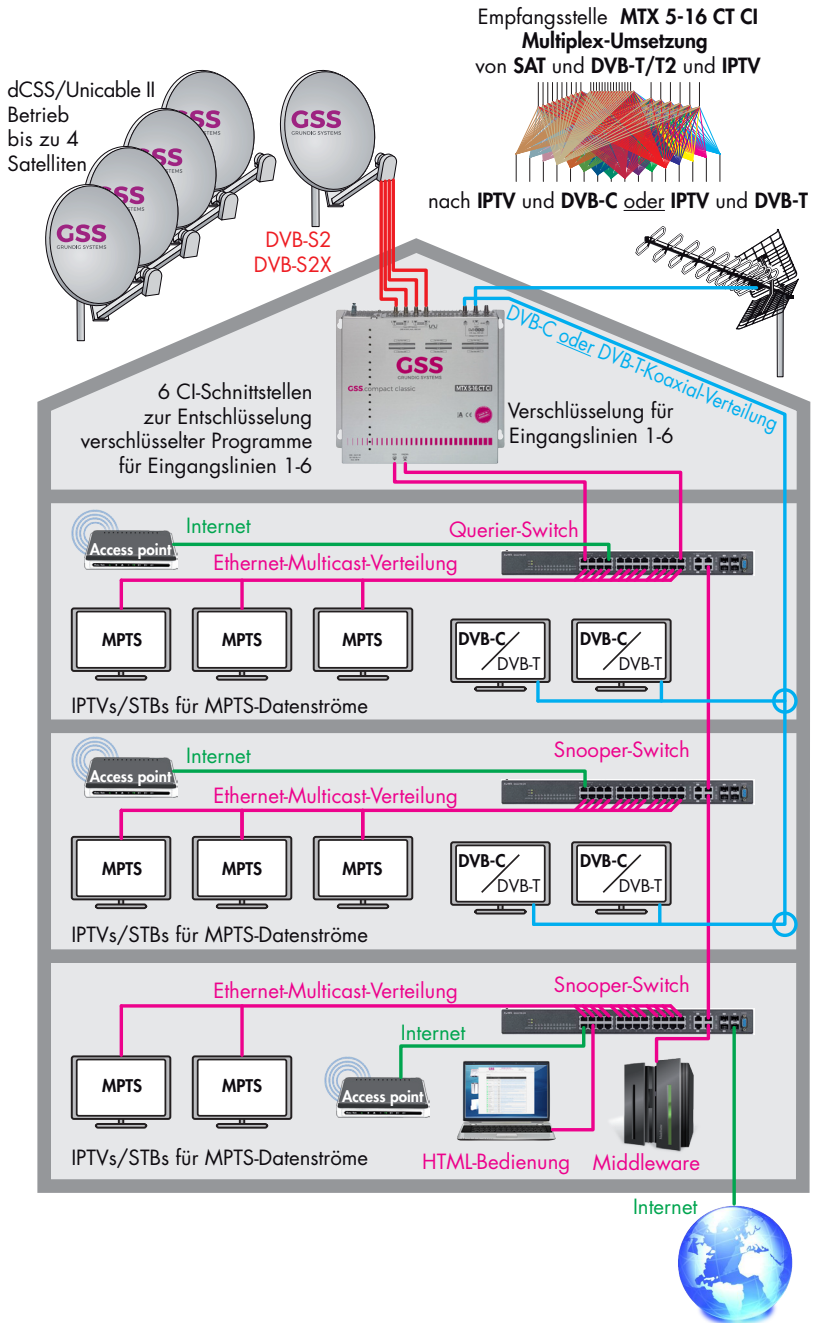 Empfangsstelle MTX 5-16 CT CI
Multiplex-Umsetzung
von SAT und DVB-T/T2 und IPTV
nach IPTV und DVB-C oder IPTV und DVB-T
dCSS/Unicable II
Betrieb
bis zu 4
Satelliten
GSS
GRUNDIG SYSTEMS
GSS
GRUNDIG SYSTEMS
DVB-S2
DVB-S2X
DVB-C oder DVB-T-Koaxial-Verteilung
GSS
GRUNDIG SYSTEMS
GSS compact classic
MTX 5-16 CT CI
6 CI-Schnittstellen
zur Entschlüsselung
verschlüsselter Programme
für Eingangslinien 1-6
Verschlüsselung für
Eingangslinien 1-6
Internet
Querier-Switch
Access point
Ethernet-Multicast-Verteilung
MPTS
MPTS
MPTS
DVB-C
DVB-T
DVB-C
DVB-T
IPTVs/STBs für MPTS-Datenströme
Internet
Snooper-Switch
Access point
Ethernet-Multicast-Verteilung
MPTS
MPTS
MPTS
DVB-C
DVB-T
DVB-C
DVB-T
IPTVs/STBs für MPTS-Datenströme
Ethernet-Multicast-Verteilung
Snooper-Switch
Internet
MPTS
MPTS
Access point
IPTVs/STBs für MPTS-Datenströme
HTML-Bedienung
Middleware
Internet